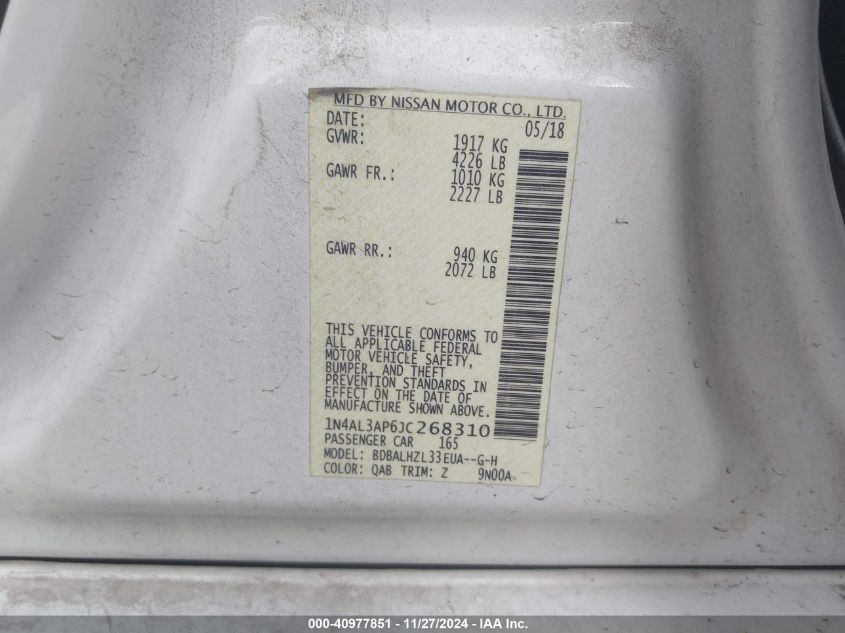 MFD BY NISSAN MOTOR CO., LTD.
DATE: 05/18
GVWR: 1917 KG
4226 LB
GAWR FR.: 1010 KG
2227 LB
GAWR RR.: 940 KG
2072 LB
THIS VEHICLE CONFORMS TO
ALL APPLICABLE FEDERAL
MOTOR VEHICLE SAFETY,
BUMPER, AND THEFT
PREVENTION STANDARDS IN
EFFECT ON THE DATE OF
MANUFACTURE SHOWN ABOVE.
1N4AL3AP6JC268310
PASSENGER CAR 165
MODEL: BDBALHZL33EUA--G-H
COLOR: QAB TRIM: Z 9N00A
000-40977851 - 11/27/2024 - IAA Inc.